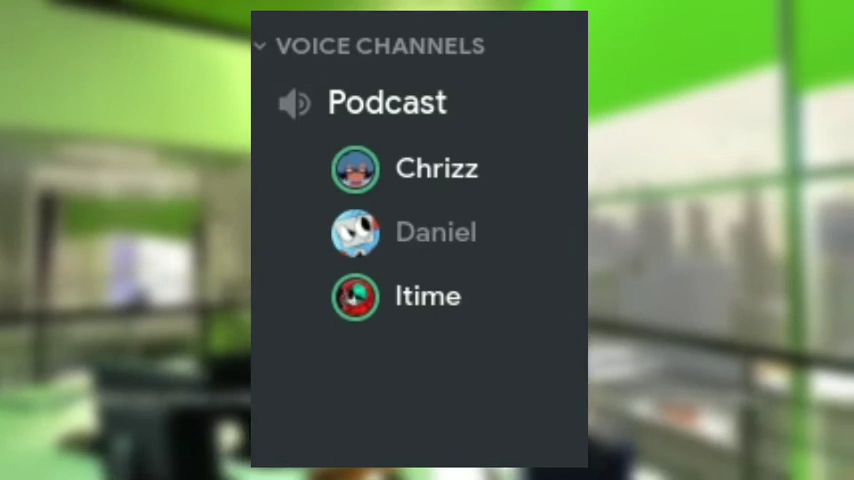 VOICE CHANNELS
Podcast
Chrizz
Daniel
Itime